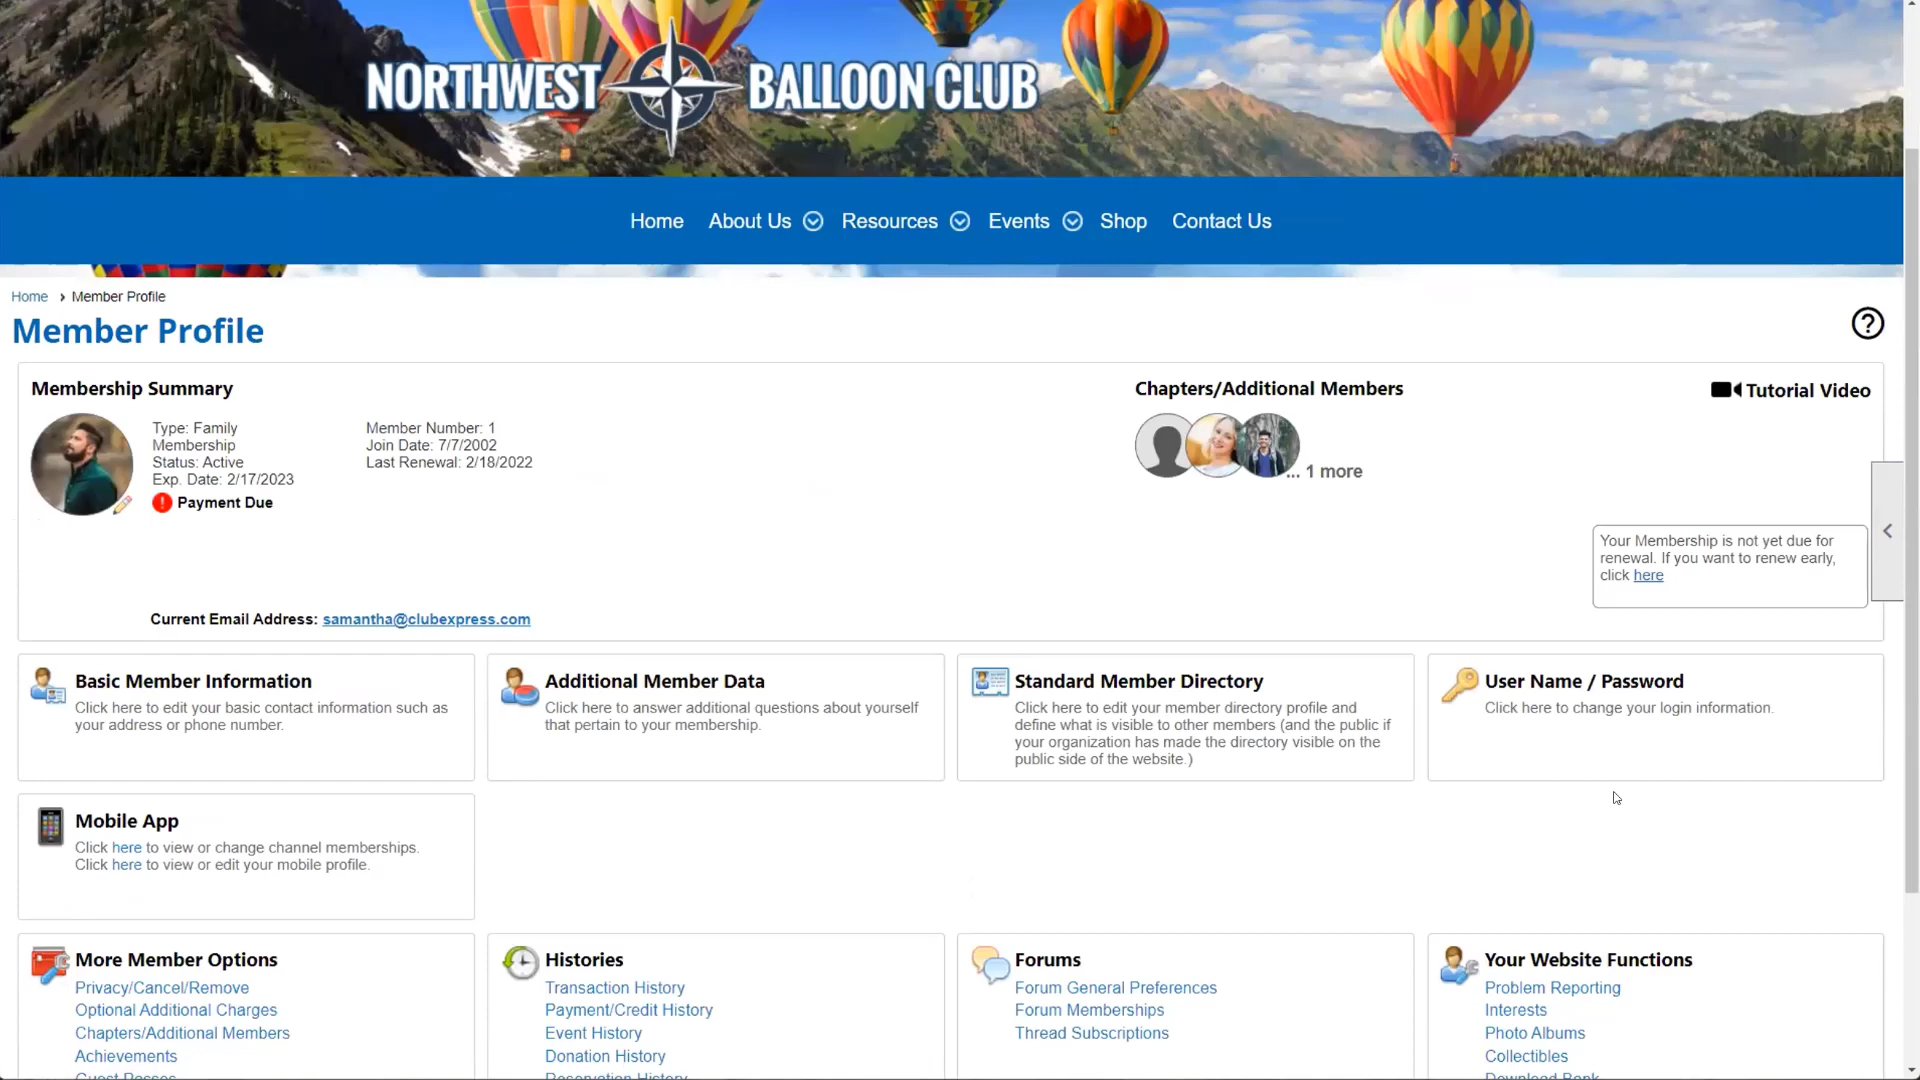 NORTHWEST BALLOON CLUB
Home About Us Resources Events Shop Contact Us
Home › Member Profile
Member Profile
Membership Summary
Type: Family
Membership
Status: Active
Exp. Date: 2/17/2023
Payment Due
Member Number: 1
Join Date: 7/7/2002
Last Renewal: 2/18/2022
Current Email Address: samantha@clubexpress.com
Chapters/Additional Members
... 1 more
Tutorial Video
Your Membership is not yet due for
renewal. If you want to renew early,
click here
Basic Member Information
Click here to edit your basic contact information such as
your address or phone number.
Additional Member Data
Click here to answer additional questions about yourself
that pertain to your membership.
Standard Member Directory
Click here to edit your member directory profile and
define what is visible to other members (and the public if
your organization has made the directory visible on the
public side of the website.)
User Name / Password
Click here to change your login information.
Mobile App
Click here to view or change channel memberships.
Click here to view or edit your mobile profile.
More Member Options
Privacy/Cancel/Remove
Optional Additional Charges
Chapters/Additional Members
Achievements
Guest Passes
Histories
Transaction History
Payment/Credit History
Event History
Donation History
Reservation History
Forums
Forum General Preferences
Forum Memberships
Thread Subscriptions
Your Website Functions
Problem Reporting
Interests
Photo Albums
Collectibles
Download Bank